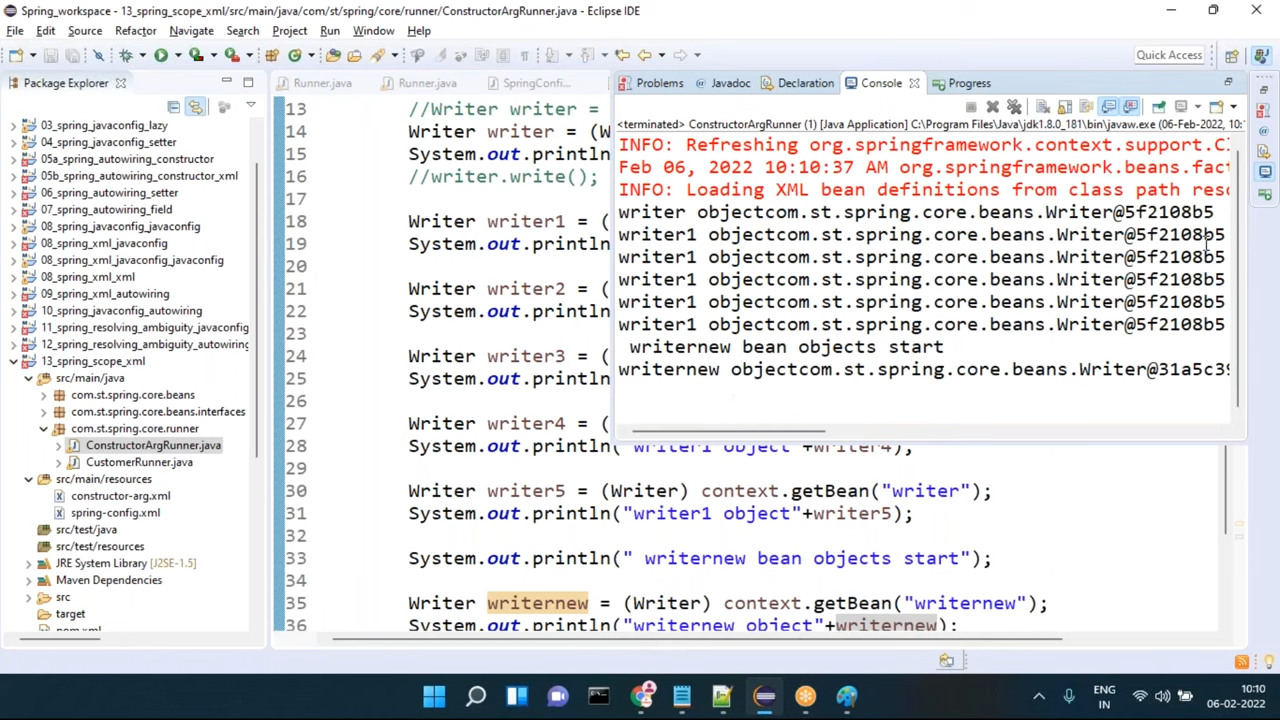 Spring_workspace - 13_spring_scope_xml/src/main/java/com/st/spring/core/runner/ConstructorArgRunner.java - Eclipse IDE
File Edit Source Refactor Navigate Search Project Run Window Help
Quick Access
Package Explorer
03_spring_javaconfig_lazy
04_spring_javaconfig_setter
05a_spring_autowiring_constructor
05b_spring_autowiring_constructor_xml
06_spring_autowiring_setter
07_spring_autowiring_field
08_spring_javaconfig_javaconfig
08_spring_xml_javaconfig
08_spring_xml_javaconfig_javaconfig
08_spring_xml_xml
09_spring_xml_autowiring
10_spring_javaconfig_autowiring
11_spring_resolving_ambiguity_javaconfig
12_spring_resolving_ambiguity_autowiring
13_spring_scope_xml
src/main/java
com.st.spring.core.beans
com.st.spring.core.beans.interfaces
com.st.spring.core.runner
ConstructorArgRunner.java
CustomerRunner.java
src/main/resources
constructor-arg.xml
spring-config.xml
src/test/java
src/test/resources
JRE System Library [J2SE-1.5]
Maven Dependencies
src
target
pom.xml
Runner.java Runner.java SpringConfi...
13 //Writer writer =
14 Writer writer = (W
15 System.out.println(
16 //writer.write();
17
18 Writer writer1 = (
19 System.out.println(
20
21 Writer writer2 = (
22 System.out.println(
23
24 Writer writer3 = (
25 System.out.println(
26
27 Writer writer4 = (
28 System.out.println("writer1 object"+writer4);
29
30 Writer writer5 = (Writer) context.getBean("writer");
31 System.out.println("writer1 object"+writer5);
32
33 System.out.println(" writernew bean objects start");
34
35 Writer writernew = (Writer) context.getBean("writernew");
36 System.out.println("writernew object"+writernew);
Problems Javadoc Declaration Console Progress
<terminated> ConstructorArgRunner (1) [Java Application] C:\Program Files\Java\jdk1.8.0_181\bin\javaw.exe (06-Feb-2022, 10:1
INFO: Refreshing org.springframework.context.support.Cl
Feb 06, 2022 10:10:37 AM org.springframework.beans.fact
INFO: Loading XML bean definitions from class path reso
writer objectcom.st.spring.core.beans.Writer@5f2108b5
writer1 objectcom.st.spring.core.beans.Writer@5f2108b5
writer1 objectcom.st.spring.core.beans.Writer@5f2108b5
writer1 objectcom.st.spring.core.beans.Writer@5f2108b5
writer1 objectcom.st.spring.core.beans.Writer@5f2108b5
writer1 objectcom.st.spring.core.beans.Writer@5f2108b5
writernew bean objects start
writernew objectcom.st.spring.core.beans.Writer@31a5c39
ENG
IN
10:10
06-02-2022